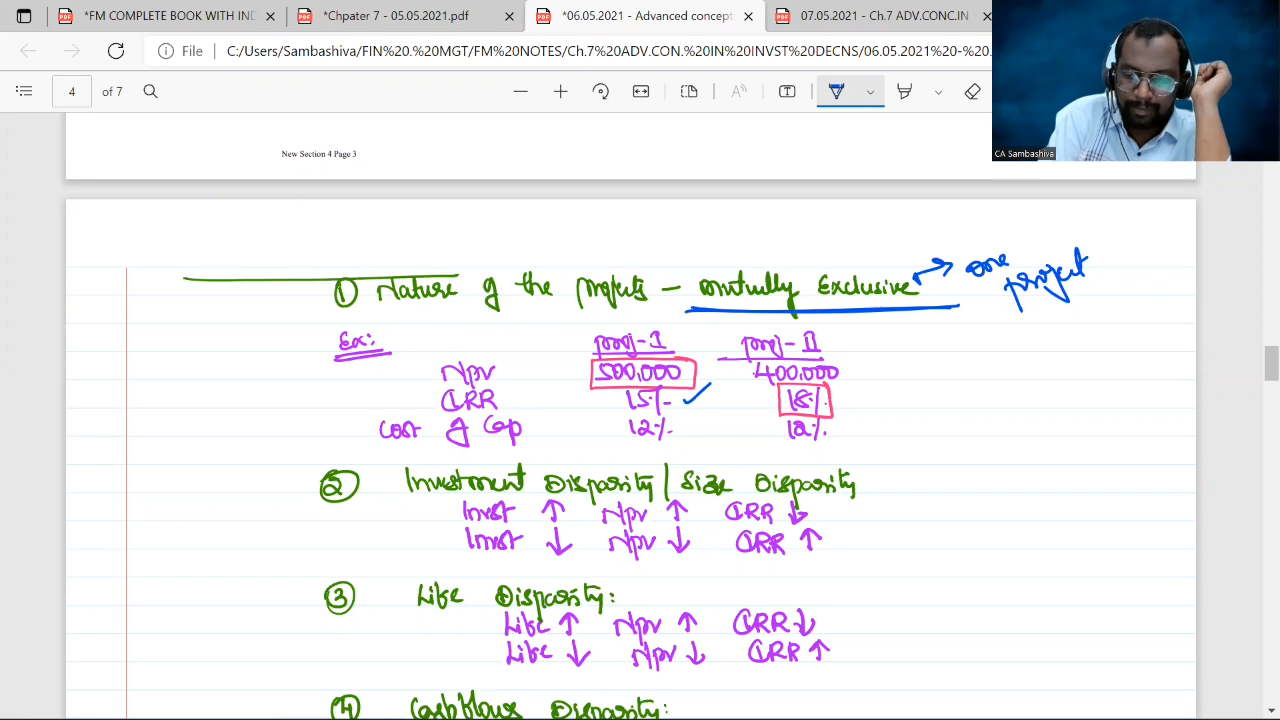 *FM COMPLETE BOOK WITH IND
*Chpater 7 - 05.05.2021.pdf
*06.05.2021 - Advanced concept
07.05.2021 - Ch.7 ADV.CONC.IN
File
C:/Users/Sambashiva/FIN%20.%20MGT/FM%20NOTES/Ch.7%20ADV.CON.%20IN%20INVST%20DECNS/06.05.2021%20-%20.
4 of 7
CA Sambashiva
New Section 4 Page 3
① Nature of the projects – mutually Exclusive
one project
Ex: proj-I proj-II
Npv 500,000 400,000
IRR 15% 18%
Cost of Cap 12% 12%
② Investment Disparity | Size Disparity
Invst ↑ Npv ↑ IRR ↓
Invst ↓ Npv ↓ IRR ↑
③ Life Disparity:
Life ↑ Npv ↑ IRR ↓
Life ↓ Npv ↓ IRR ↑
④ Cashflows Disparity: